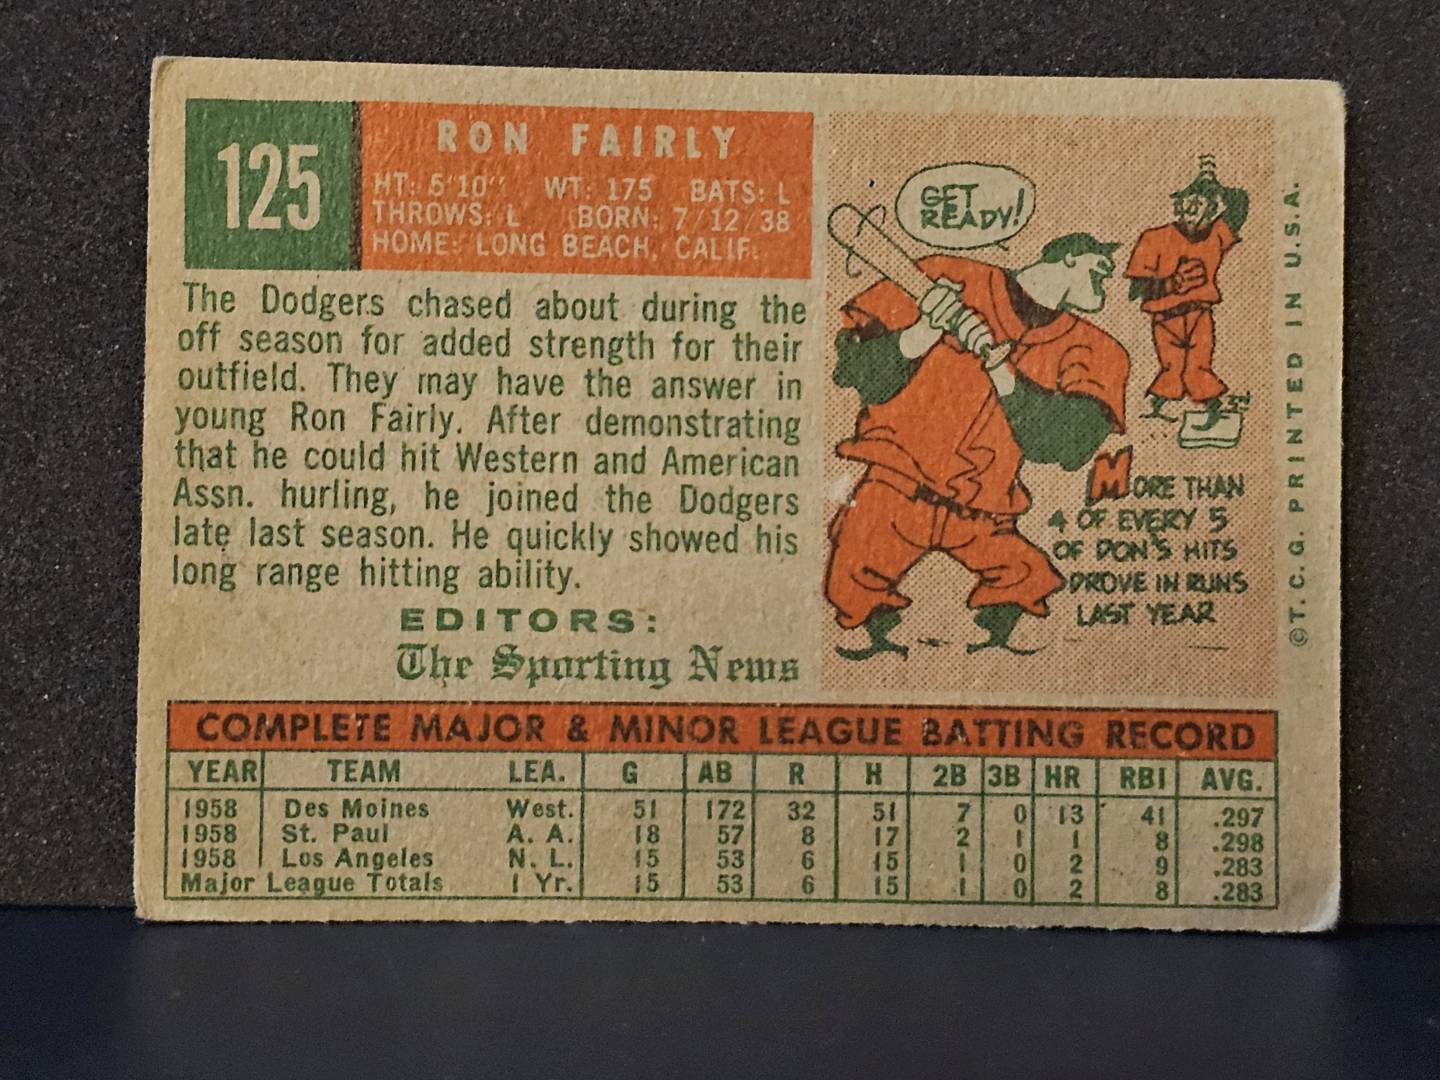 125
RON FAIRLY
HT: 5'10" WT: 175 BATS: L
THROWS: L BORN: 7/12/38
HOME: LONG BEACH, CALIF.
The Dodgers chased about during the
off season for added strength for their
outfield. They may have the answer in
young Ron Fairly. After demonstrating
that he could hit Western and American
Assn. hurling, he joined the Dodgers
late last season. He quickly showed his
long range hitting ability.
EDITORS:
The Sporting News
GET
READY!
MORE THAN
4 OF EVERY 5
OF RON'S HITS
DROVE IN RUNS
LAST YEAR
©T. C. G. PRINTED IN U.S.A.
COMPLETE MAJOR & MINOR LEAGUE BATTING RECORD
YEAR TEAM LEA. G AB R H 2B 3B HR RBI AVG.
1958 Des Moines West. 51 172 32 51 7 0 13 41 .297
1958 St. Paul A. A. 18 57 8 17 2 1 1 8 .298
1958 Los Angeles N. L. 15 53 6 15 1 0 2 9 .283
Major League Totals 1 Yr. 15 53 6 15 1 0 2 8 .283